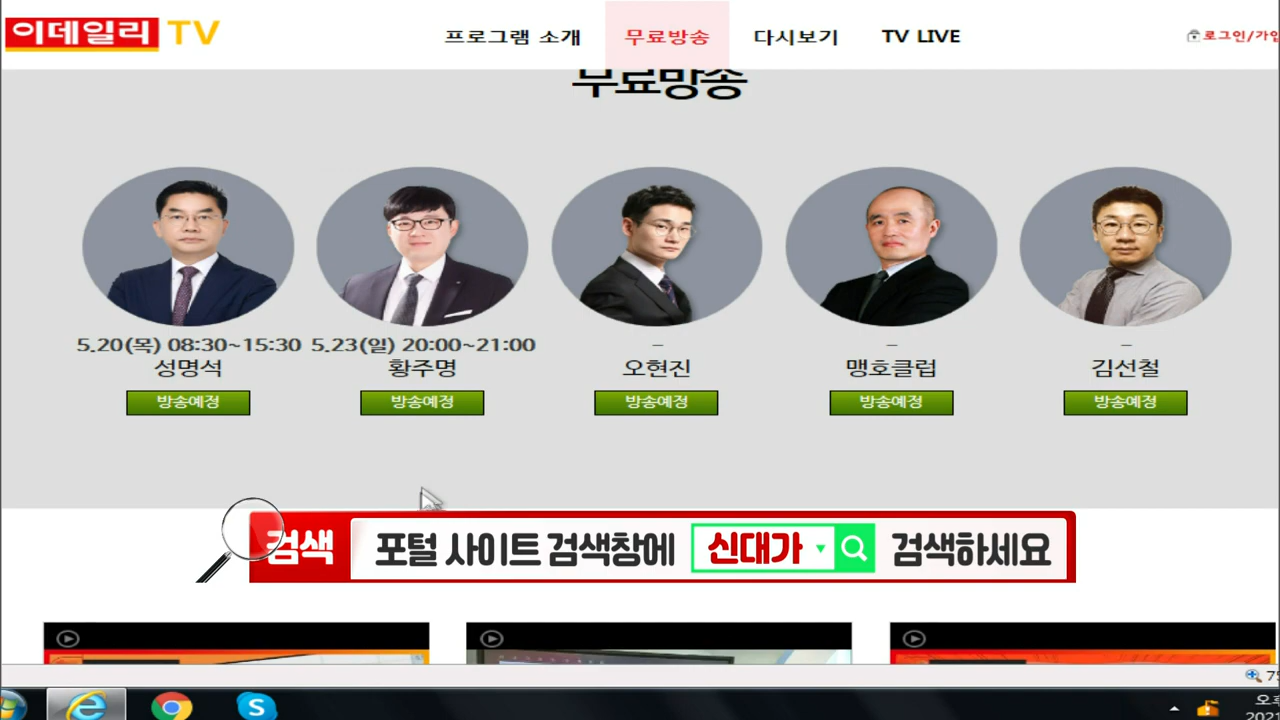 이데일리 TV
프로그램 소개 무료방송 다시보기 TV LIVE
로그인/가입
무료방송
5.20(목) 08:30~15:30 5.23(일) 20:00~21:00 – – –
성명석 황주명 오현진 맹호클럽 김선철
방송예정 방송예정 방송예정 방송예정 방송예정
검색 포털 사이트 검색창에 신대가 검색하세요